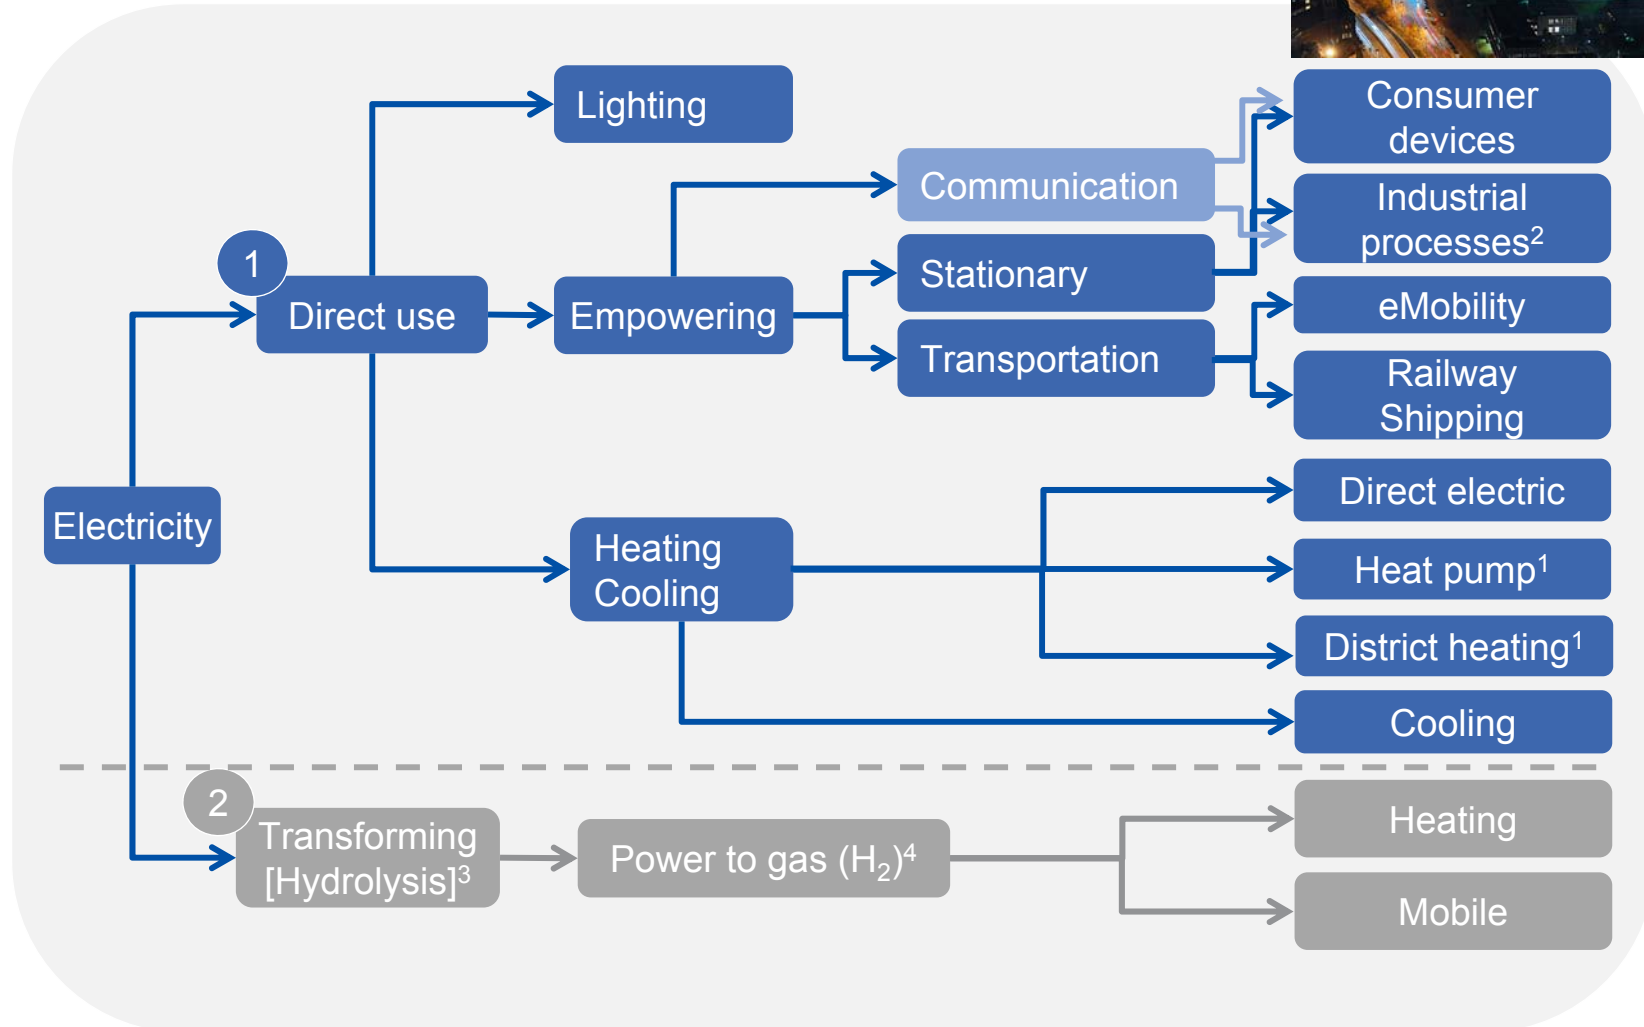 Lighting
Consumer
devices
Communication
Industrial
processes²
1
Direct use
Empowering
Stationary
eMobility
Transportation
Railway
Shipping
Electricity
Heating
Cooling
Direct electric
Heat pump¹
District heating¹
Cooling
2
Transforming
[Hydrolysis]³
Power to gas (H₂)⁴
Heating
Mobile